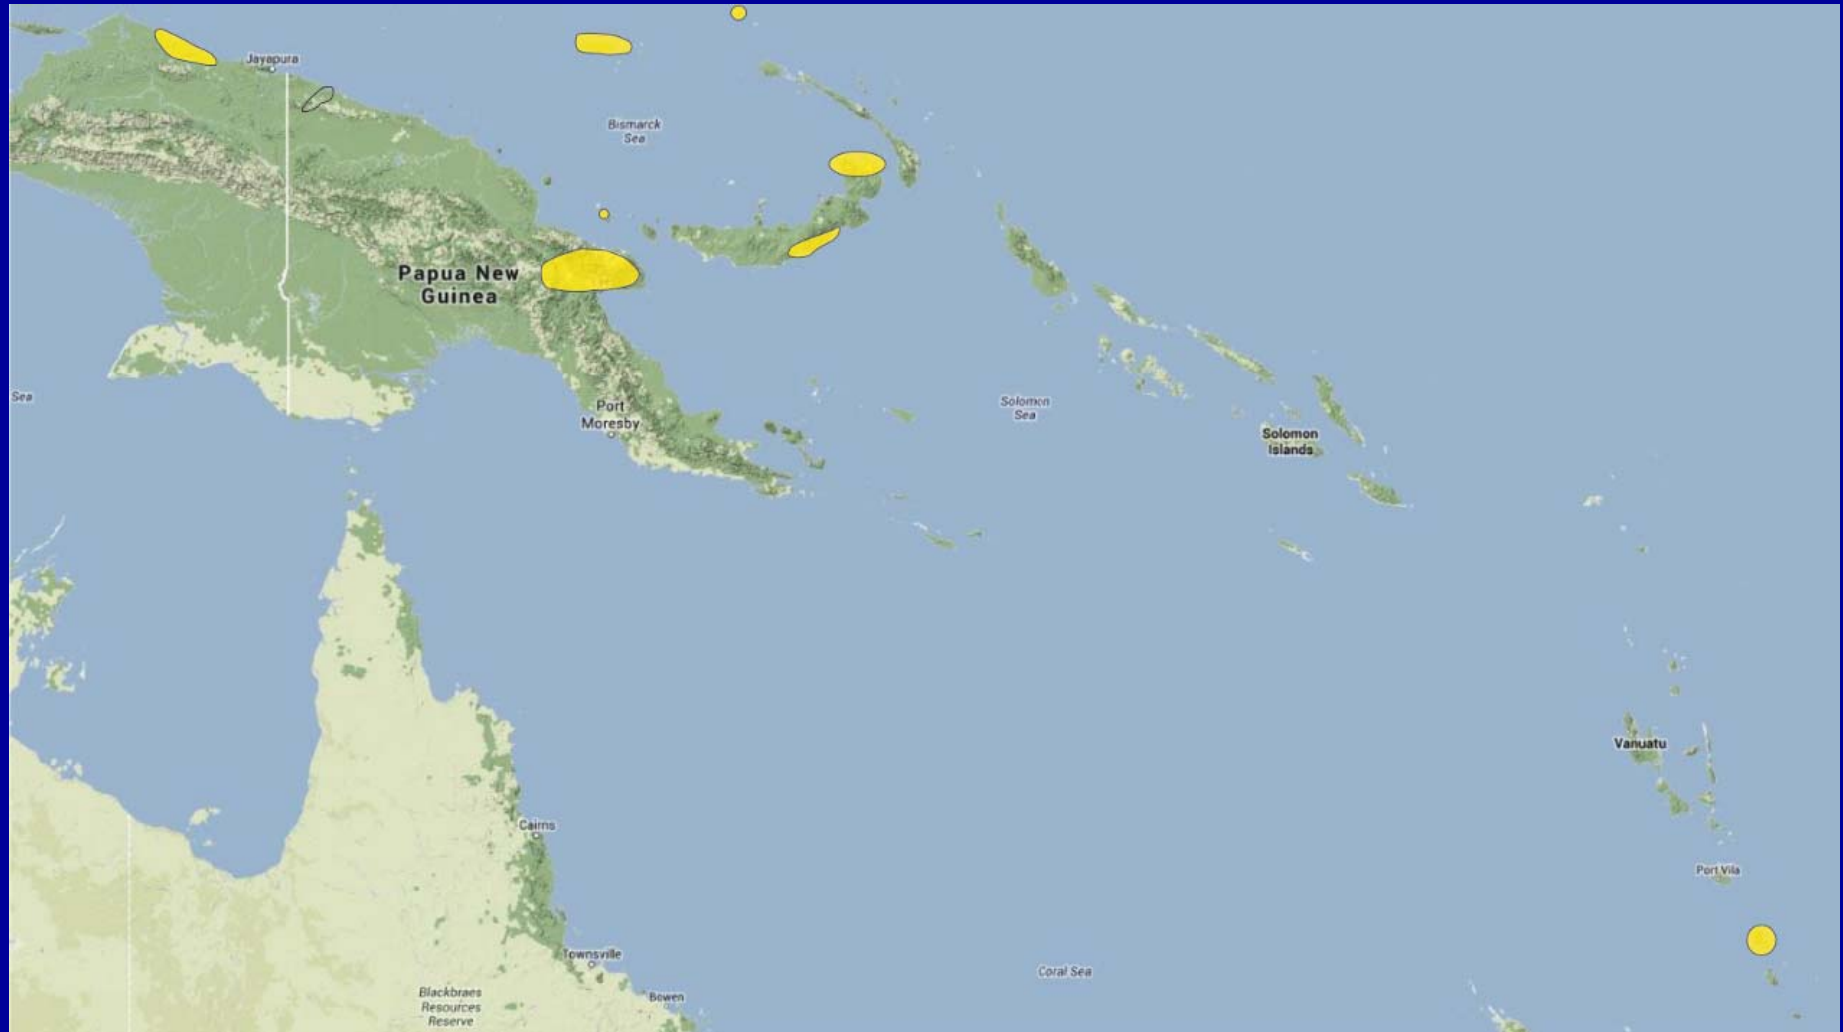 Jayapura
Bismarck
Sea
Papua New
Guinea
Sea
Port
Moresby
Solomon
Sea
Solomon
Islands
Vanuatu
Cairns
Port Vila
Townsville
Coral Sea
Blackbraes
Resources
Reserve
Bowen